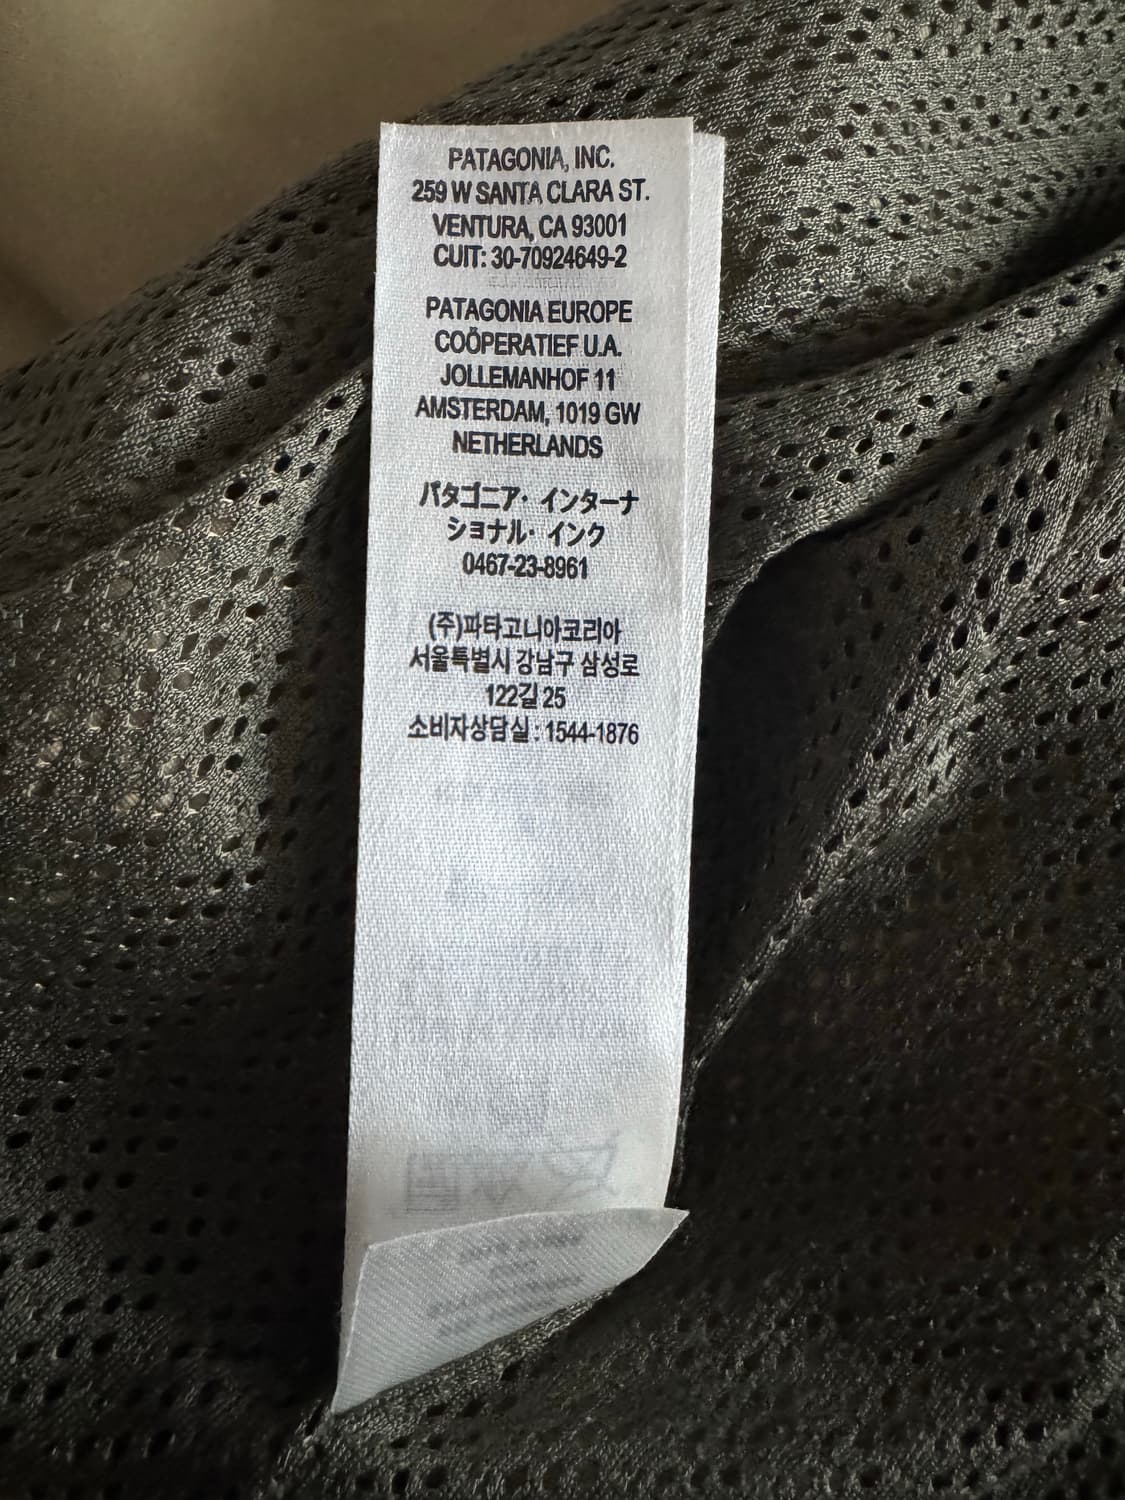 PATAGONIA, INC.
259 W SANTA CLARA ST.
VENTURA, CA 93001
CUIT: 30-70924649-2
PATAGONIA EUROPE
COÖPERATIEF U.A.
JOLLEMANHOF 11
AMSTERDAM, 1019 GW
NETHERLANDS
パタゴニア・インターナ
ショナル・インク
0467-23-8961
(주)파타고니아코리아
서울특별시 강남구 삼성로
122길 25
소비자상담실 : 1544-1876